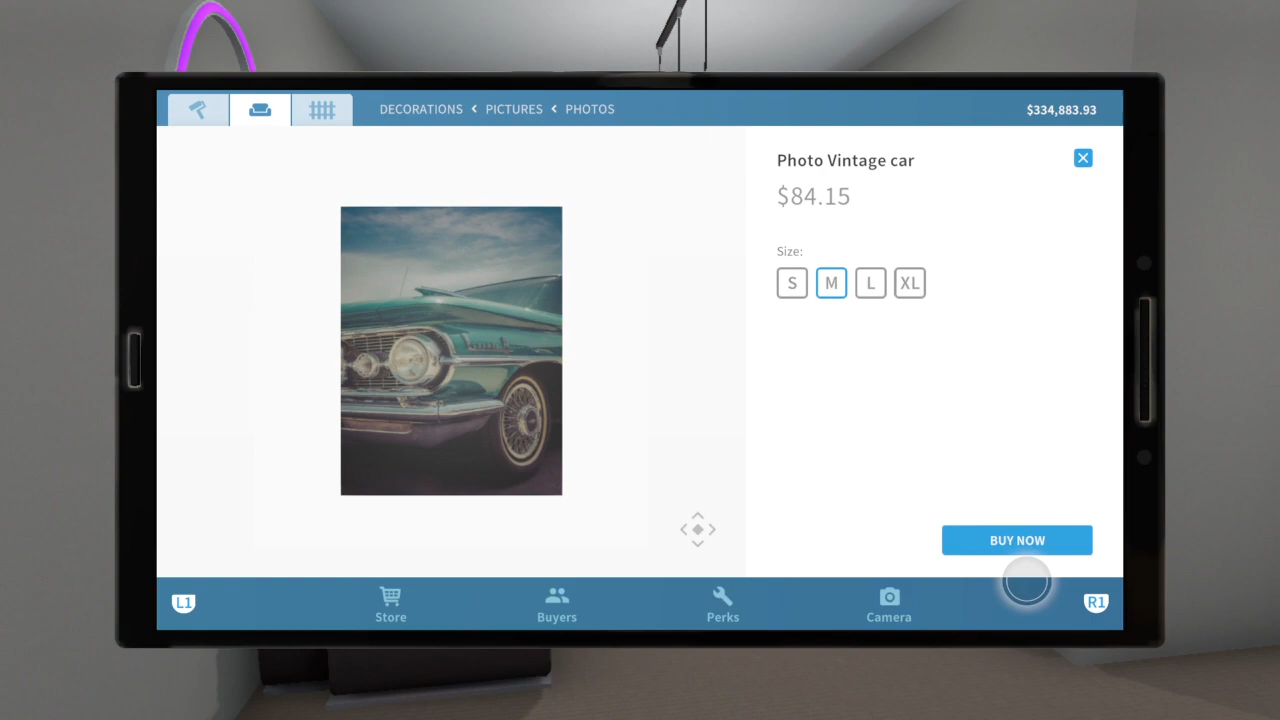 DECORATIONS < PICTURES < PHOTOS
$334,883.93
Photo Vintage car
$84.15
Size:
S M L XL
BUY NOW
L1
Store
Buyers
Perks
Camera
R1